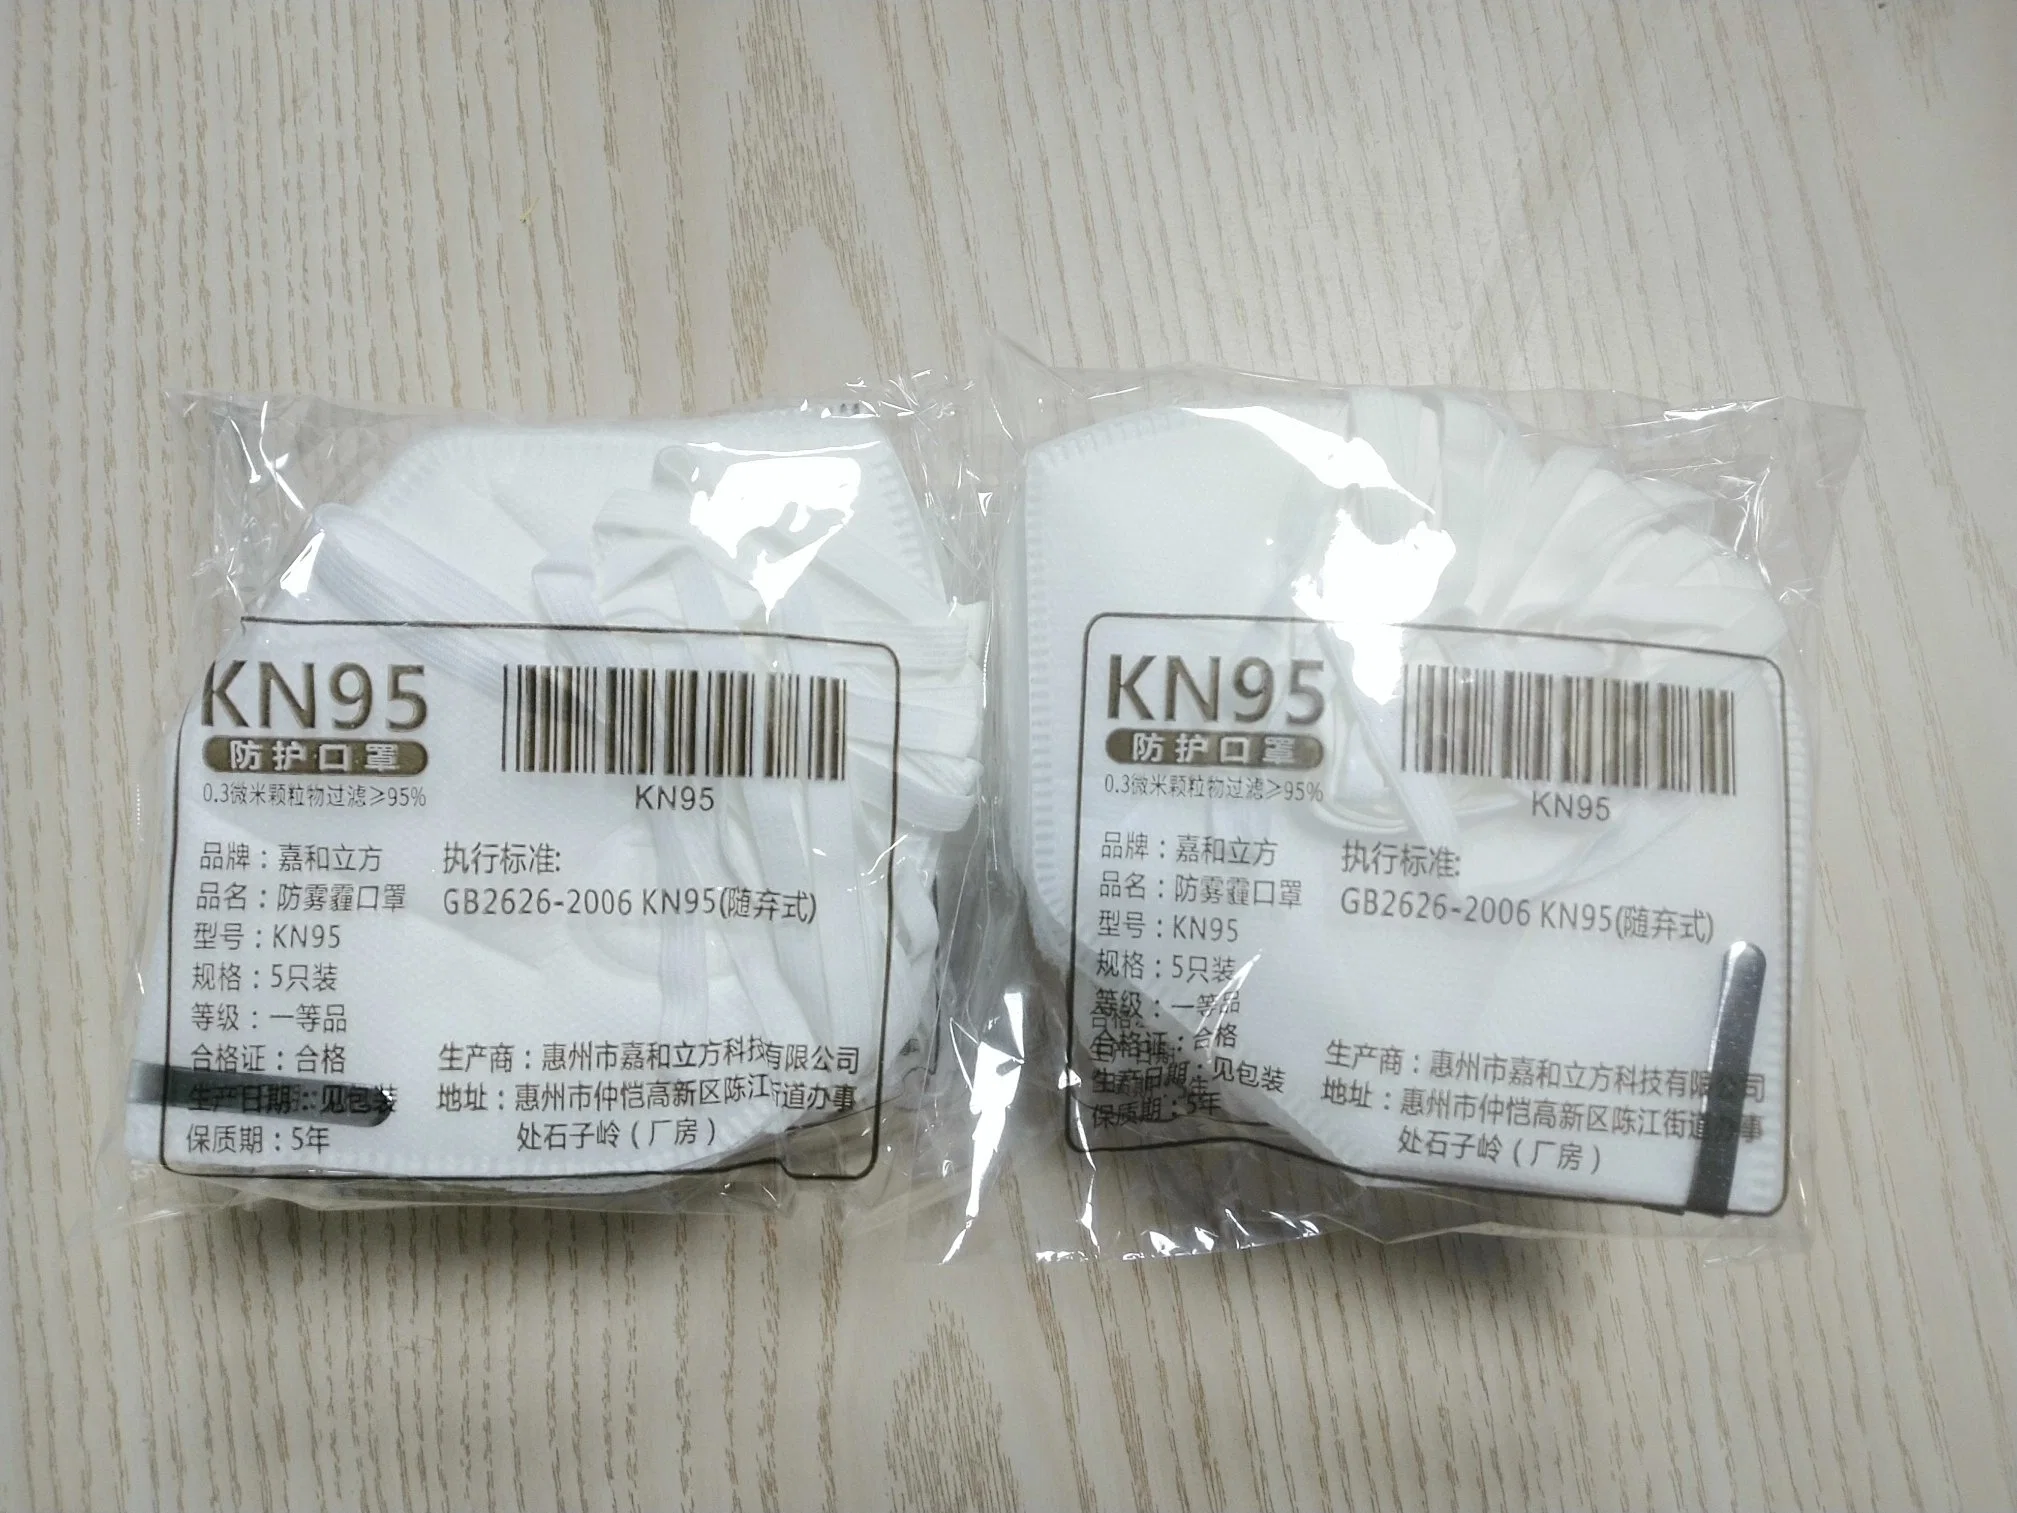 KN95
防护口罩
0.3微米颗粒物过滤≥95%
KN95
品牌：嘉和立方
品名：防雾霾口罩
型号：KN95
规格：5只装
等级：一等品
合格证：合格
生产日期：见包装
保质期：5年
执行标准:
GB2626-2006 KN95(随弃式)
生产商：惠州市嘉和立方科技有限公司
地址：惠州市仲恺高新区陈江街道办事
处石子岭（厂房）
KN95
防护口罩
0.3微米颗粒物过滤≥95%
KN95
品牌：嘉和立方
品名：防雾霾口罩
型号：KN95
规格：5只装
等级：一等品
合格证：合格
生产日期：见包装
保质期：5年
执行标准:
GB2626-2006 KN95(随弃式)
生产商：惠州市嘉和立方科技有限公司
地址：惠州市仲恺高新区陈江街道办事
处石子岭（厂房）